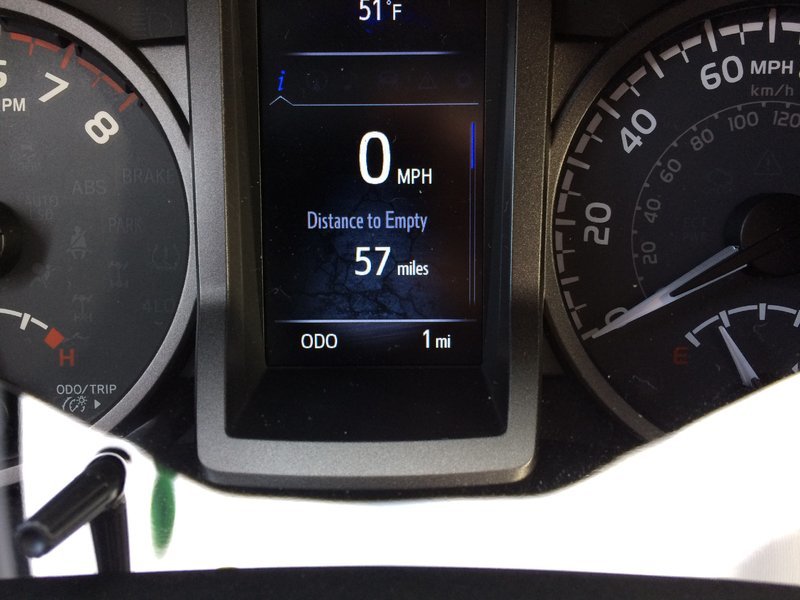 51°F
i
0 MPH
Distance to Empty
57 miles
ODO 1 mi
7
8
PM
ABS
BRAKE
PARK
4LO
H
ODO/TRIP
60 MPH
km/h
40
20
0
120
100
80
60
40
20
E